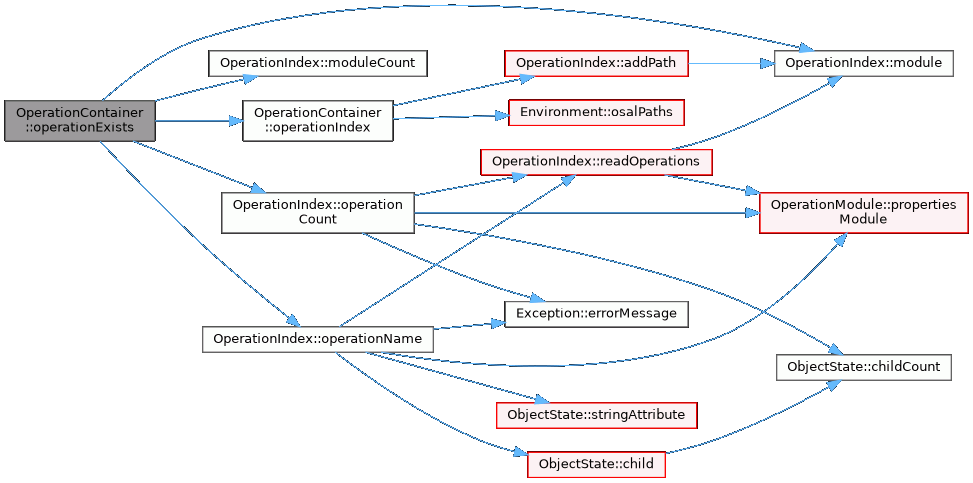 OperationContainer
::operationExists
OperationIndex::moduleCount
OperationContainer
::operationIndex
OperationIndex::operation
Count
OperationIndex::operationName
OperationIndex::addPath
Environment::osalPaths
OperationIndex::readOperations
Exception::errorMessage
ObjectState::stringAttribute
ObjectState::child
OperationIndex::module
OperationModule::properties
Module
ObjectState::childCount